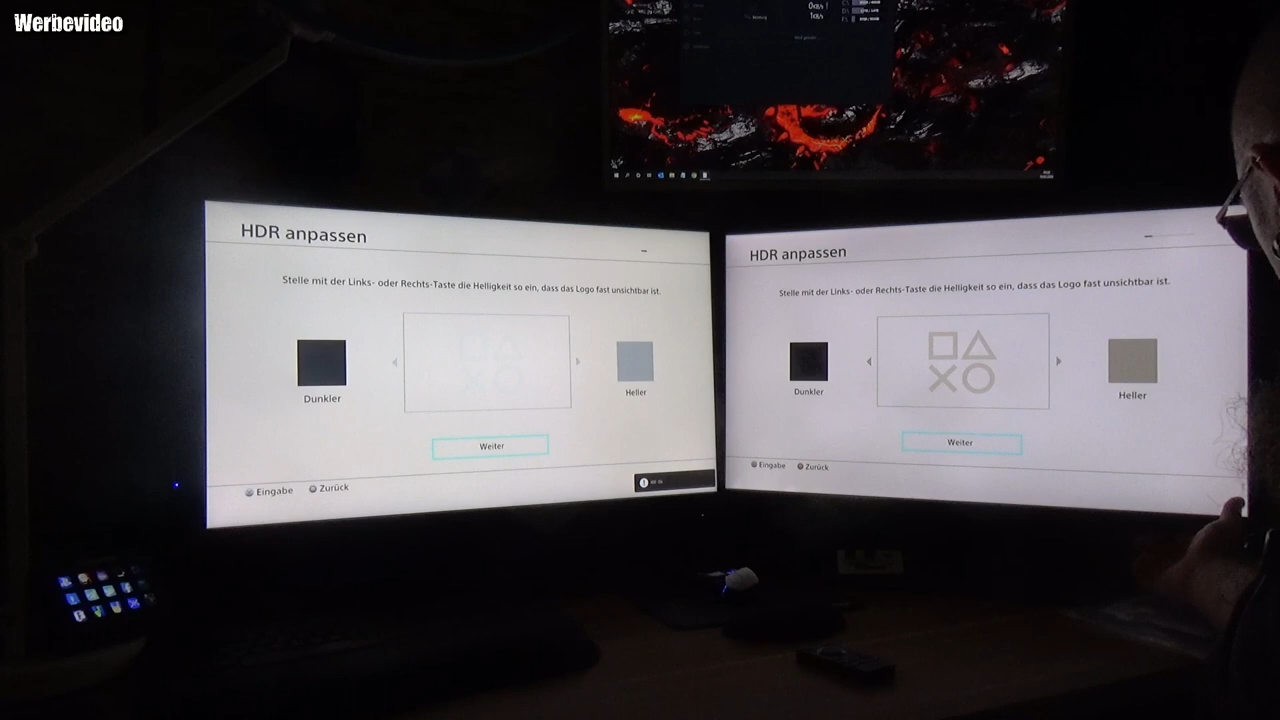 Werbevideo
HDR anpassen
Stelle mit der Links- oder Rechts-Taste die Helligkeit so ein, dass das Logo fast unsichtbar ist.
Dunkler
Heller
Weiter
Eingabe
Zurück
HDR anpassen
Stelle mit der Links- oder Rechts-Taste die Helligkeit so ein, dass das Logo fast unsichtbar ist.
Dunkler
Heller
Weiter
Eingabe
Zurück